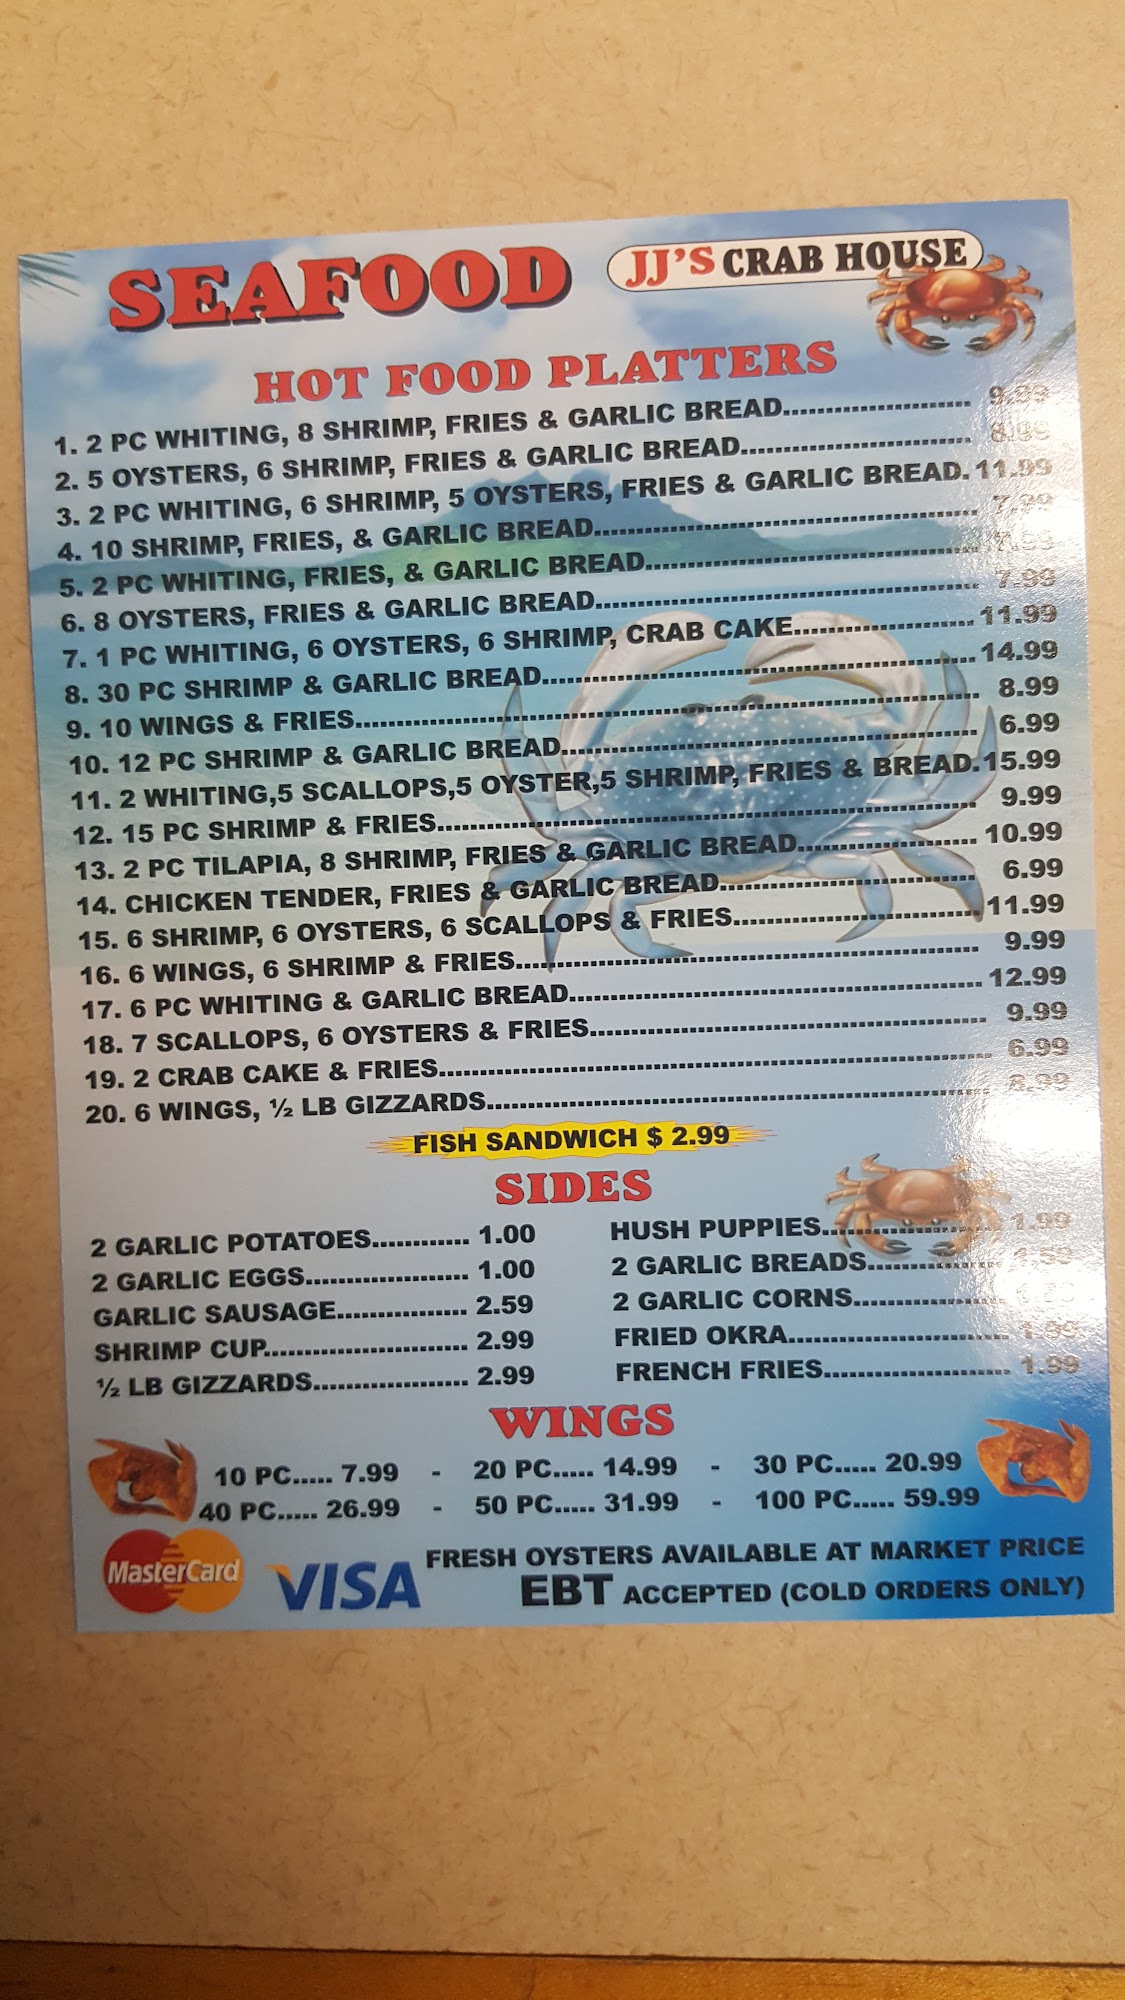 SEAFOOD
JJ'S CRAB HOUSE
HOT FOOD PLATTERS
1. 2 PC WHITING, 8 SHRIMP, FRIES & GARLIC BREAD....................... 9.99
2. 5 OYSTERS, 6 SHRIMP, FRIES & GARLIC BREAD............................ 8.99
3. 2 PC WHITING, 6 SHRIMP, 5 OYSTERS, FRIES & GARLIC BREAD. 11.99
4. 10 SHRIMP, FRIES, & GARLIC BREAD............................................... 7.99
5. 2 PC WHITING, FRIES, & GARLIC BREAD........................................
6. 8 OYSTERS, FRIES & GARLIC BREAD.............................................. 7.99
7. 1 PC WHITING, 6 OYSTERS, 6 SHRIMP, CRAB CAKE...................... 11.99
8. 30 PC SHRIMP & GARLIC BREAD..................................................... 14.99
9. 10 WINGS & FRIES............................................................................ 8.99
10. 12 PC SHRIMP & GARLIC BREAD.................................................. 6.99
11. 2 WHITING,5 SCALLOPS,5 OYSTER,5 SHRIMP, FRIES & BREAD. 15.99
12. 15 PC SHRIMP & FRIES.................................................................. 9.99
13. 2 PC TILAPIA, 8 SHRIMP, FRIES & GARLIC BREAD...................... 10.99
14. CHICKEN TENDER, FRIES & GARLIC BREAD............................... 6.99
15. 6 SHRIMP, 6 OYSTERS, 6 SCALLOPS & FRIES.............................. 11.99
16. 6 WINGS, 6 SHRIMP & FRIES........................................................ 9.99
17. 6 PC WHITING & GARLIC BREAD.................................................. 12.99
18. 7 SCALLOPS, 6 OYSTERS & FRIES................................................ 9.99
19. 2 CRAB CAKE & FRIES................................................................... 6.99
20. 6 WINGS, ½ LB GIZZARDS............................................................. 8.99
FISH SANDWICH $ 2.99
SIDES
2 GARLIC POTATOES............ 1.00
2 GARLIC EGGS.................... 1.00
GARLIC SAUSAGE................ 2.59
SHRIMP CUP......................... 2.99
½ LB GIZZARDS................... 2.99
HUSH PUPPIES...................... 1.99
2 GARLIC BREADS................
2 GARLIC CORNS..................
FRIED OKRA........................... 1.99
FRENCH FRIES....................... 1.99
WINGS
10 PC..... 7.99 - 20 PC..... 14.99 - 30 PC..... 20.99
40 PC..... 26.99 - 50 PC..... 31.99 - 100 PC..... 59.99
MasterCard
VISA
FRESH OYSTERS AVAILABLE AT MARKET PRICE
EBT ACCEPTED (COLD ORDERS ONLY)